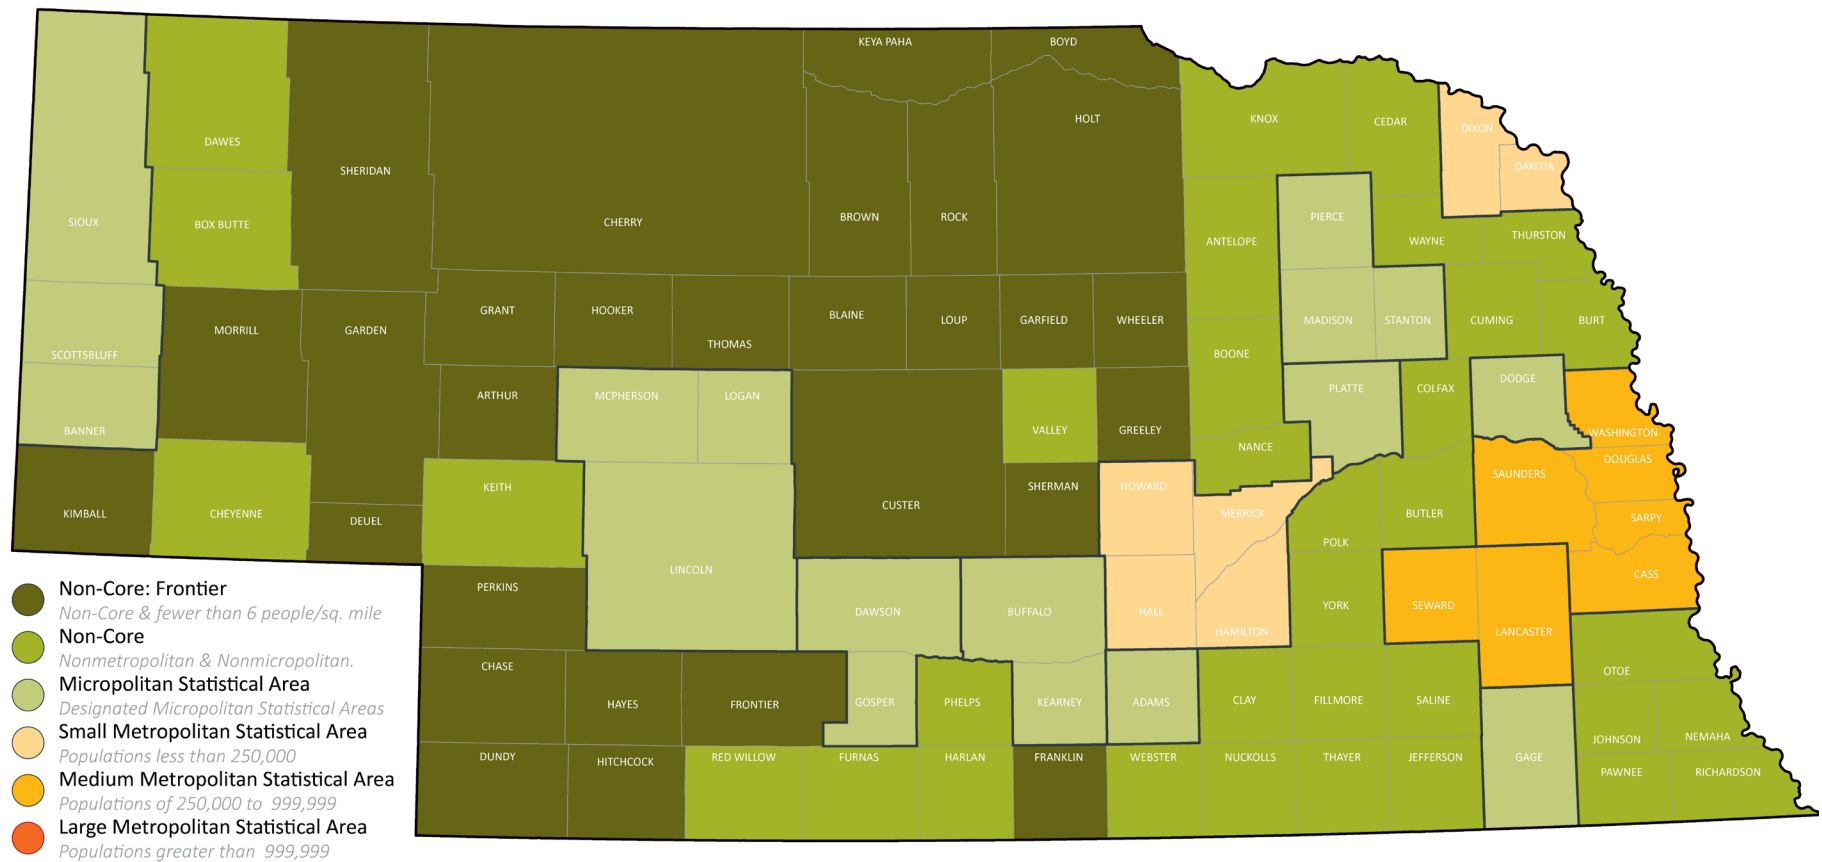 KEYA PAHA
BOYD
HOLT
KNOX
CEDAR
DIXON
DAKOTA
DAWES
SHERIDAN
SIOUX
BOX BUTTE
CHERRY
BROWN
ROCK
ANTELOPE
PIERCE
WAYNE
THURSTON
SCOTTSBLUFF
MORRILL
GARDEN
GRANT
HOOKER
THOMAS
BLAINE
LOUP
GARFIELD
WHEELER
BOONE
MADISON
STANTON
CUMING
BURT
BANNER
ARTHUR
MCPHERSON
LOGAN
VALLEY
GREELEY
NANCE
PLATTE
COLFAX
DODGE
WASHINGTON
KIMBALL
CHEYENNE
DEUEL
KEITH
LINCOLN
CUSTER
SHERMAN
HOWARD
MERRICK
POLK
BUTLER
SAUNDERS
DOUGLAS
SARPY
CASS
PERKINS
DAWSON
BUFFALO
HALL
HAMILTON
YORK
SEWARD
LANCASTER
OTOE
CHASE
HAYES
FRONTIER
GOSPER
PHELPS
KEARNEY
ADAMS
CLAY
FILLMORE
SALINE
JOHNSON
NEMAHA
DUNDY
HITCHCOCK
RED WILLOW
FURNAS
HARLAN
FRANKLIN
WEBSTER
NUCKOLLS
THAYER
JEFFERSON
GAGE
PAWNEE
RICHARDSON
Non-Core: Frontier
Non-Core & fewer than 6 people/sq. mile
Non-Core
Nonmetropolitan & Nonmicropolitan.
Micropolitan Statistical Area
Designated Micropolitan Statistical Areas
Small Metropolitan Statistical Area
Populations less than 250,000
Medium Metropolitan Statistical Area
Populations of 250,000 to 999,999
Large Metropolitan Statistical Area
Populations greater than 999,999